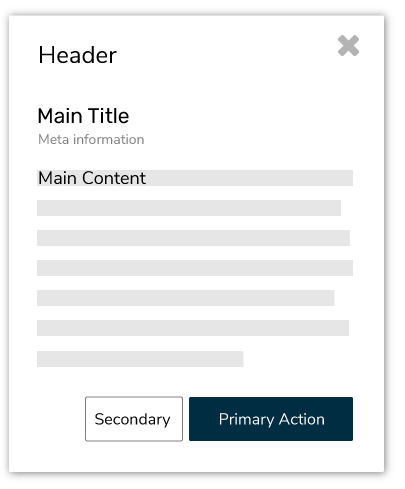 Header
Main Title
Meta information
Main Content
Secondary
Primary Action